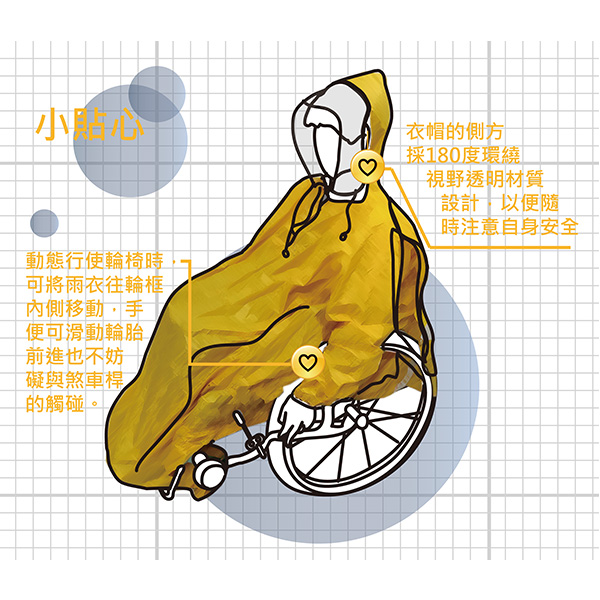 小貼心
衣帽的側方
採180度環繞
視野透明材質
設計，以便隨
時注意自身安全
動態行使輪椅時，
可將雨衣往輪框
內側移動，手
便可滑動輪胎
前進也不妨
礙與煞車桿
的觸碰。